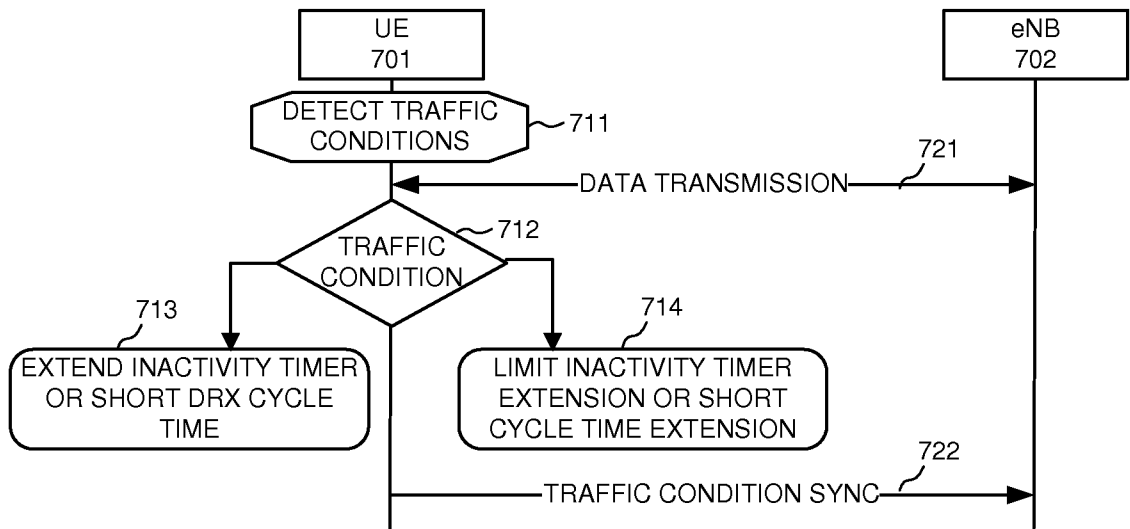 UE
701
eNB
702
DETECT TRAFFIC
CONDITIONS
711
721
DATA TRANSMISSION
712
TRAFFIC
CONDITION
713
714
EXTEND INACTIVITY TIMER
OR SHORT DRX CYCLE
TIME
LIMIT INACTIVITY TIMER
EXTENSION OR SHORT
CYCLE TIME EXTENSION
722
TRAFFIC CONDITION SYNC